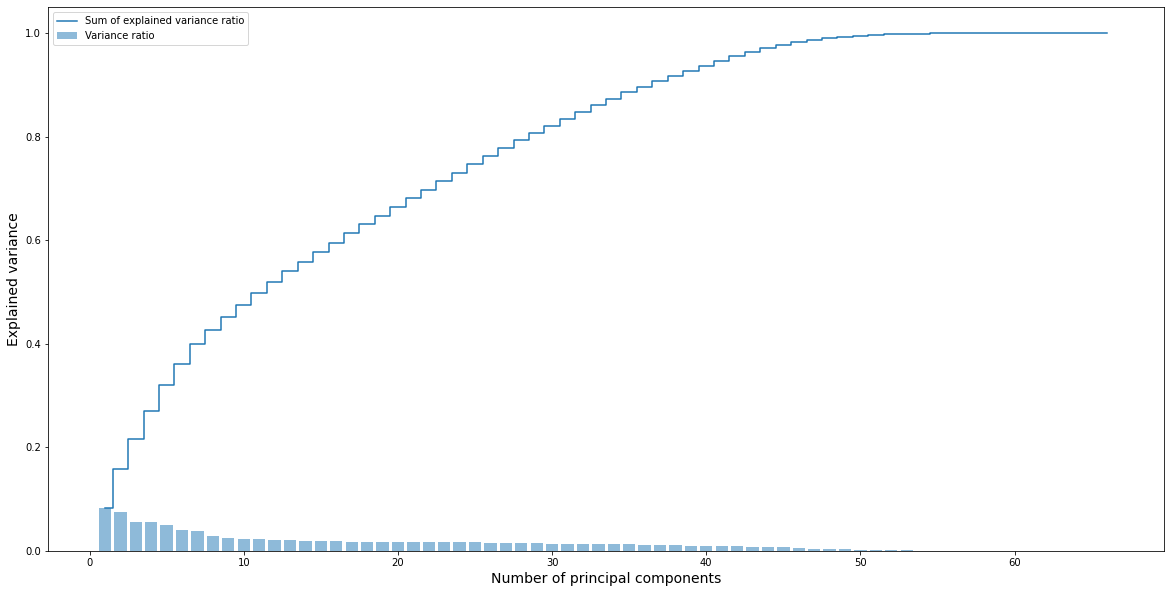 Sum of explained variance ratio
Variance ratio
Explained variance
1.0
0.8
0.6
0.4
0.2
0.0
0 10 20 30 40 50 60
Number of principal components